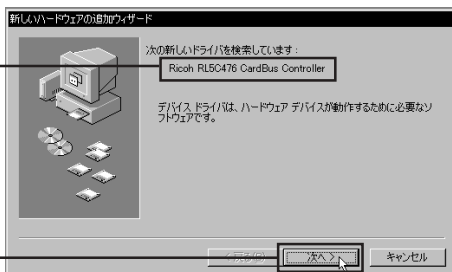 新しいハードウェアの追加ウィザード
次の新しいドライバを検索しています:
Ricoh RL5C476 CardBus Controller
デバイス ドライバは、ハードウェア デバイスが動作するために必要なソ
フトウェアです。
< 戻る(B) 次へ > キャンセル